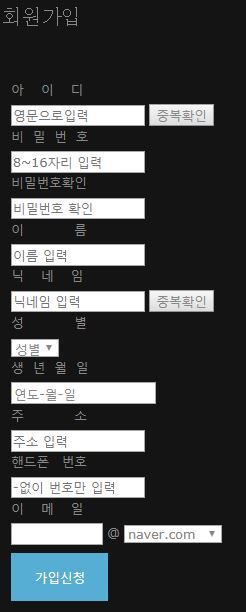 회원가입
아 이 디
영문으로입력 중복확인
비 밀 번 호
8~16자리 입력
비밀번호확인
비밀번호 확인
이 름
이름 입력
닉 네 임
닉네임 입력 중복확인
성 별
성별
생 년 월 일
연도-월-일
주 소
주소 입력
핸드폰 번호
-없이 번호만 입력
이 메 일
@ naver.com
가입신청